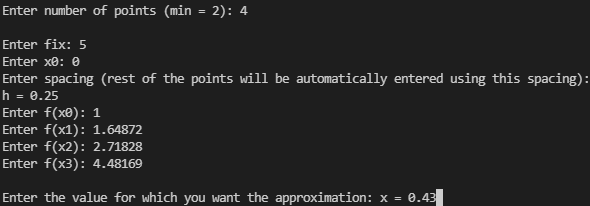 Enter number of points (min = 2): 4
Enter fix: 5
Enter x0: 0
Enter spacing (rest of the points will be automatically entered using this spacing):
h = 0.25
Enter f(x0): 1
Enter f(x1): 1.64872
Enter f(x2): 2.71828
Enter f(x3): 4.48169
Enter the value for which you want the approximation: x = 0.43